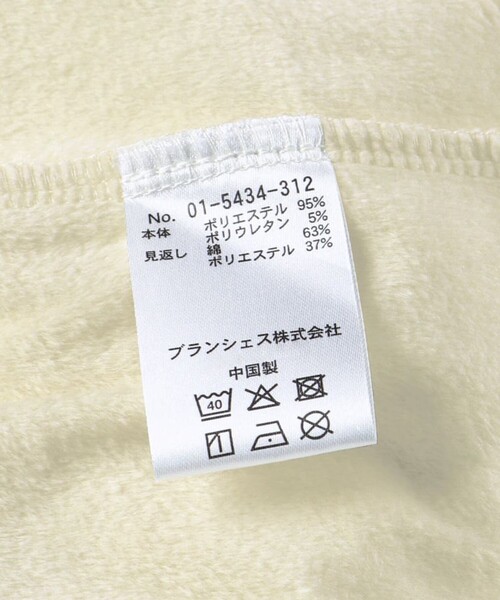 No. 01-5434-312
本体 ポリエステル 95%
ポリウレタン 5%
見返し 綿 63%
ポリエステル 37%
ブランシェス株式会社
中国製
40